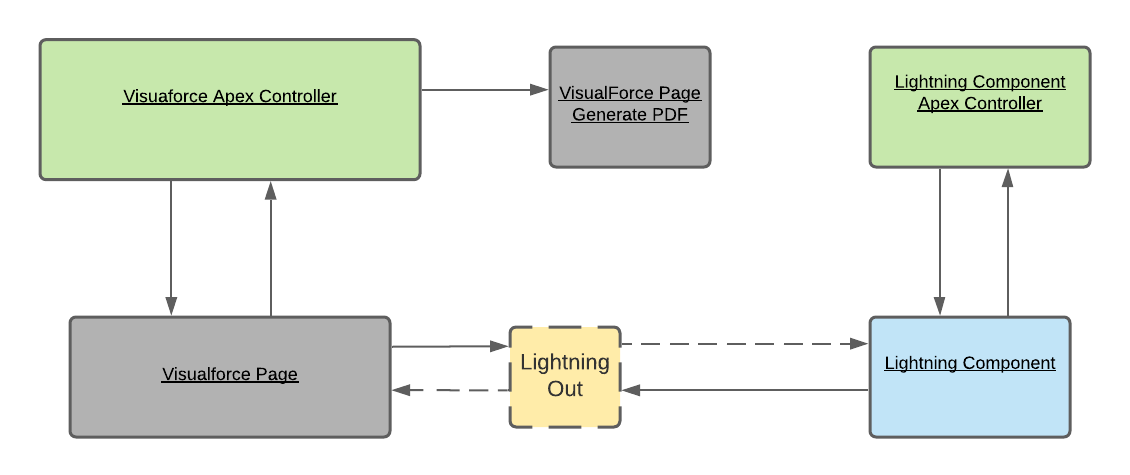 Visuaforce Apex Controller
VisualForce Page
Generate PDF
Lightning Component
Apex Controller
Visualforce Page
Lightning
Out
Lightning Component